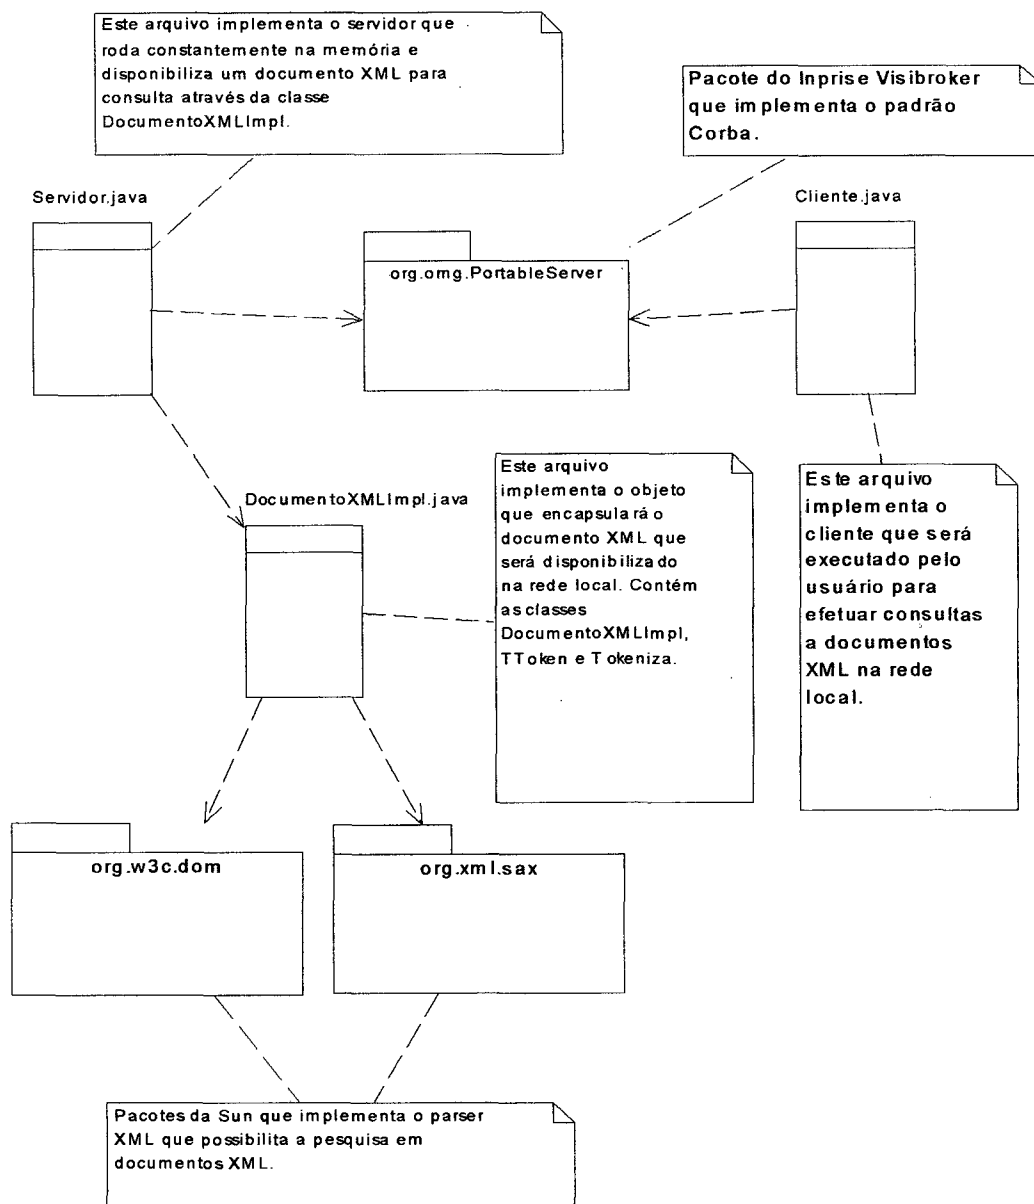 Este arquivo implementa o servidor que
roda constantemente na memória e
disponibiliza um documento XML para
consulta através da classe
DocumentoXMLImpl.
Pacote do Inprise Visibroker
que implementa o padrão
Corba.
Servidor.java
Cliente.java
org.omg.PortableServer
DocumentoXMLImpl.java
Este arquivo
implementa o objeto
que encapsulará o
documento XML que
será disponibilizado
na rede local. Contém
as classes
DocumentoXMLImpl,
TToken e Tokeniza.
Este arquivo
implementa o
cliente que será
executado pelo
usuário para
efetuar consultas
a documentos
XML na rede
local.
org.w3c.dom
org.xml.sax
Pacotes da Sun que implementa o parser
XML que possibilita a pesquisa em
documentos XML.